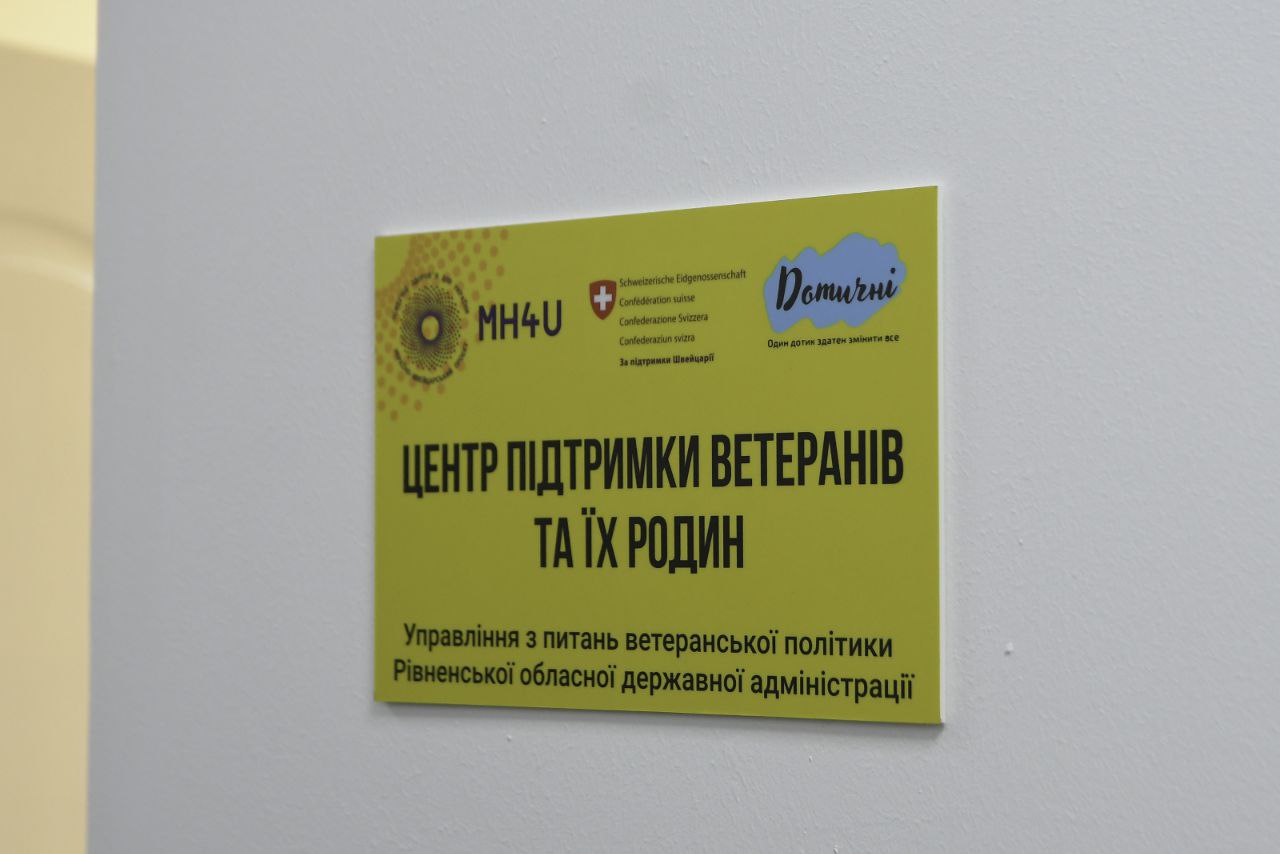 MH4U
Schweizerische Eidgenossenschaft
Confédération suisse
Confederazione Svizzera
Confederaziun svizra
За підтримки Швейцарії
Дотичні
Один дотик здатен змінити все
ЦЕНТР ПІДТРИМКИ ВЕТЕРАНІВ
ТА ЇХ РОДИН
Управління з питань ветеранської політики
Рівненської обласної державної адміністрації